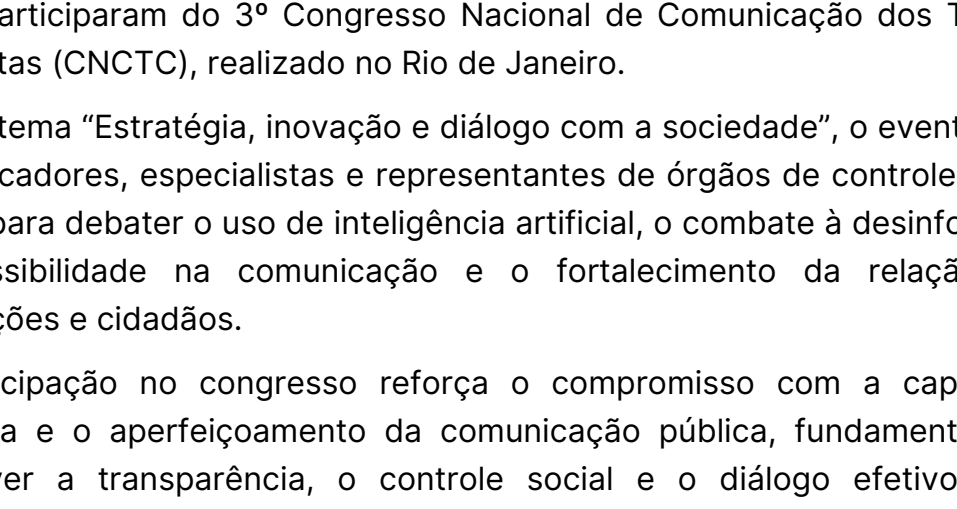 articiparam do 3º Congresso Nacional de Comunicação dos T
tas (CNCTC), realizado no Rio de Janeiro.
tema “Estratégia, inovação e diálogo com a sociedade”, o event
cadores, especialistas e representantes de órgãos de controle
para debater o uso de inteligência artificial, o combate à desinfo
ssibilidade na comunicação e o fortalecimento da relaçã
ções e cidadãos.
cipação no congresso reforça o compromisso com a cap
a e o aperfeiçoamento da comunicação pública, fundament
ver a transparência, o controle social e o diálogo efetivo